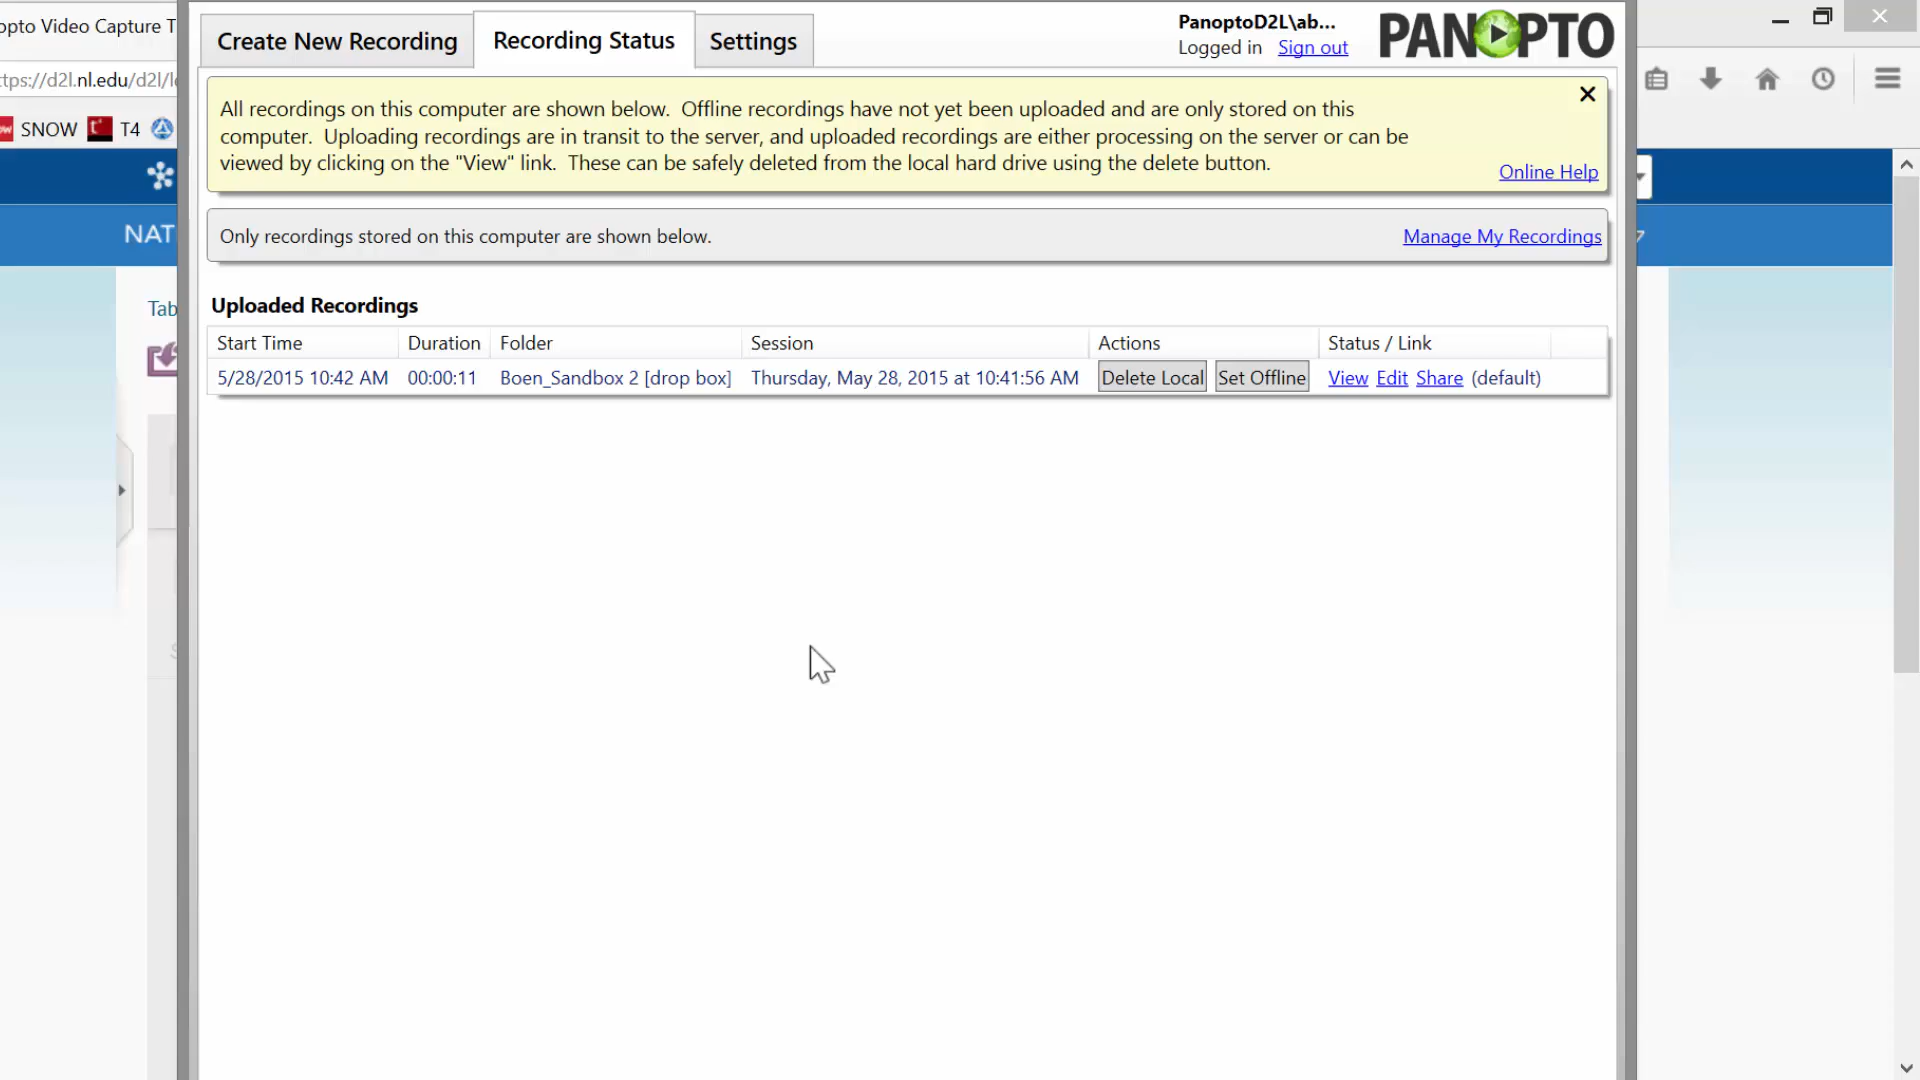 opto Video Capture T
ttps://d2l.nl.edu/d2l/l
SNOW T4
NAT
Tab
Create New Recording
Recording Status
Settings
PanoptoD2L\ab...
Logged in Sign out
PANOPTO
All recordings on this computer are shown below. Offline recordings have not yet been uploaded and are only stored on this
computer. Uploading recordings are in transit to the server, and uploaded recordings are either processing on the server or can be
viewed by clicking on the "View" link. These can be safely deleted from the local hard drive using the delete button.
Online Help
Only recordings stored on this computer are shown below.
Manage My Recordings
Uploaded Recordings
Start Time Duration Folder Session Actions Status / Link
5/28/2015 10:42 AM 00:00:11 Boen_Sandbox 2 [drop box] Thursday, May 28, 2015 at 10:41:56 AM Delete Local Set Offline View Edit Share (default)